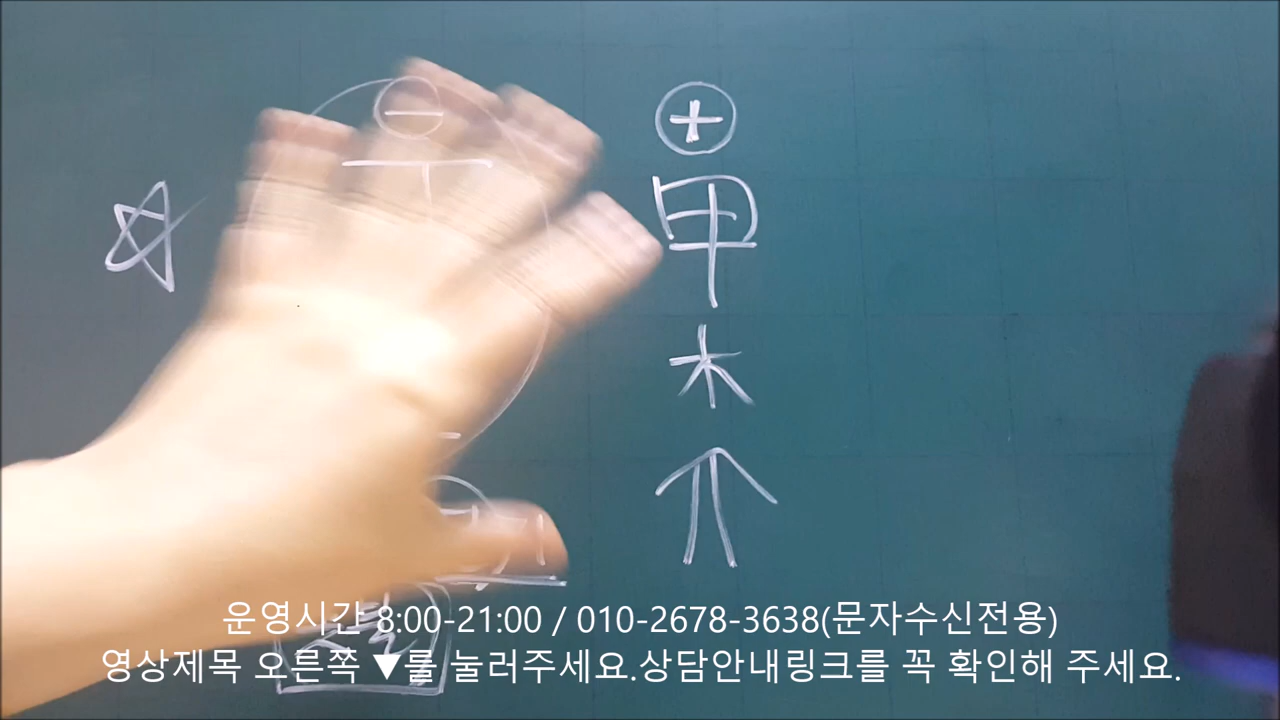 甲
木
운영시간 8:00-21:00 / 010-2678-3638(문자수신전용)
영상제목 오른쪽 ▼를 눌러주세요.상담안내링크를 꼭 확인해 주세요.